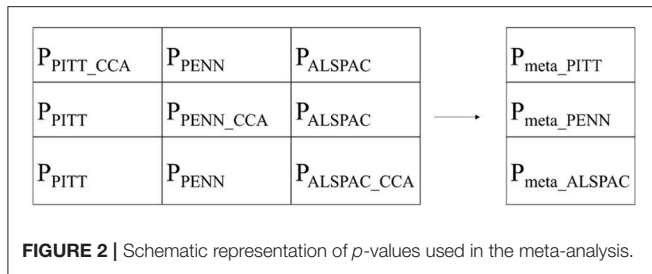 P_PITT_CCA P_PENN P_ALSPAC P_meta_PITT
P_PITT P_PENN_CCA P_ALSPAC P_meta_PENN
P_PITT P_PENN P_ALSPAC_CCA P_meta_ALSPAC
FIGURE 2 | Schematic representation of p-values used in the meta-analysis.